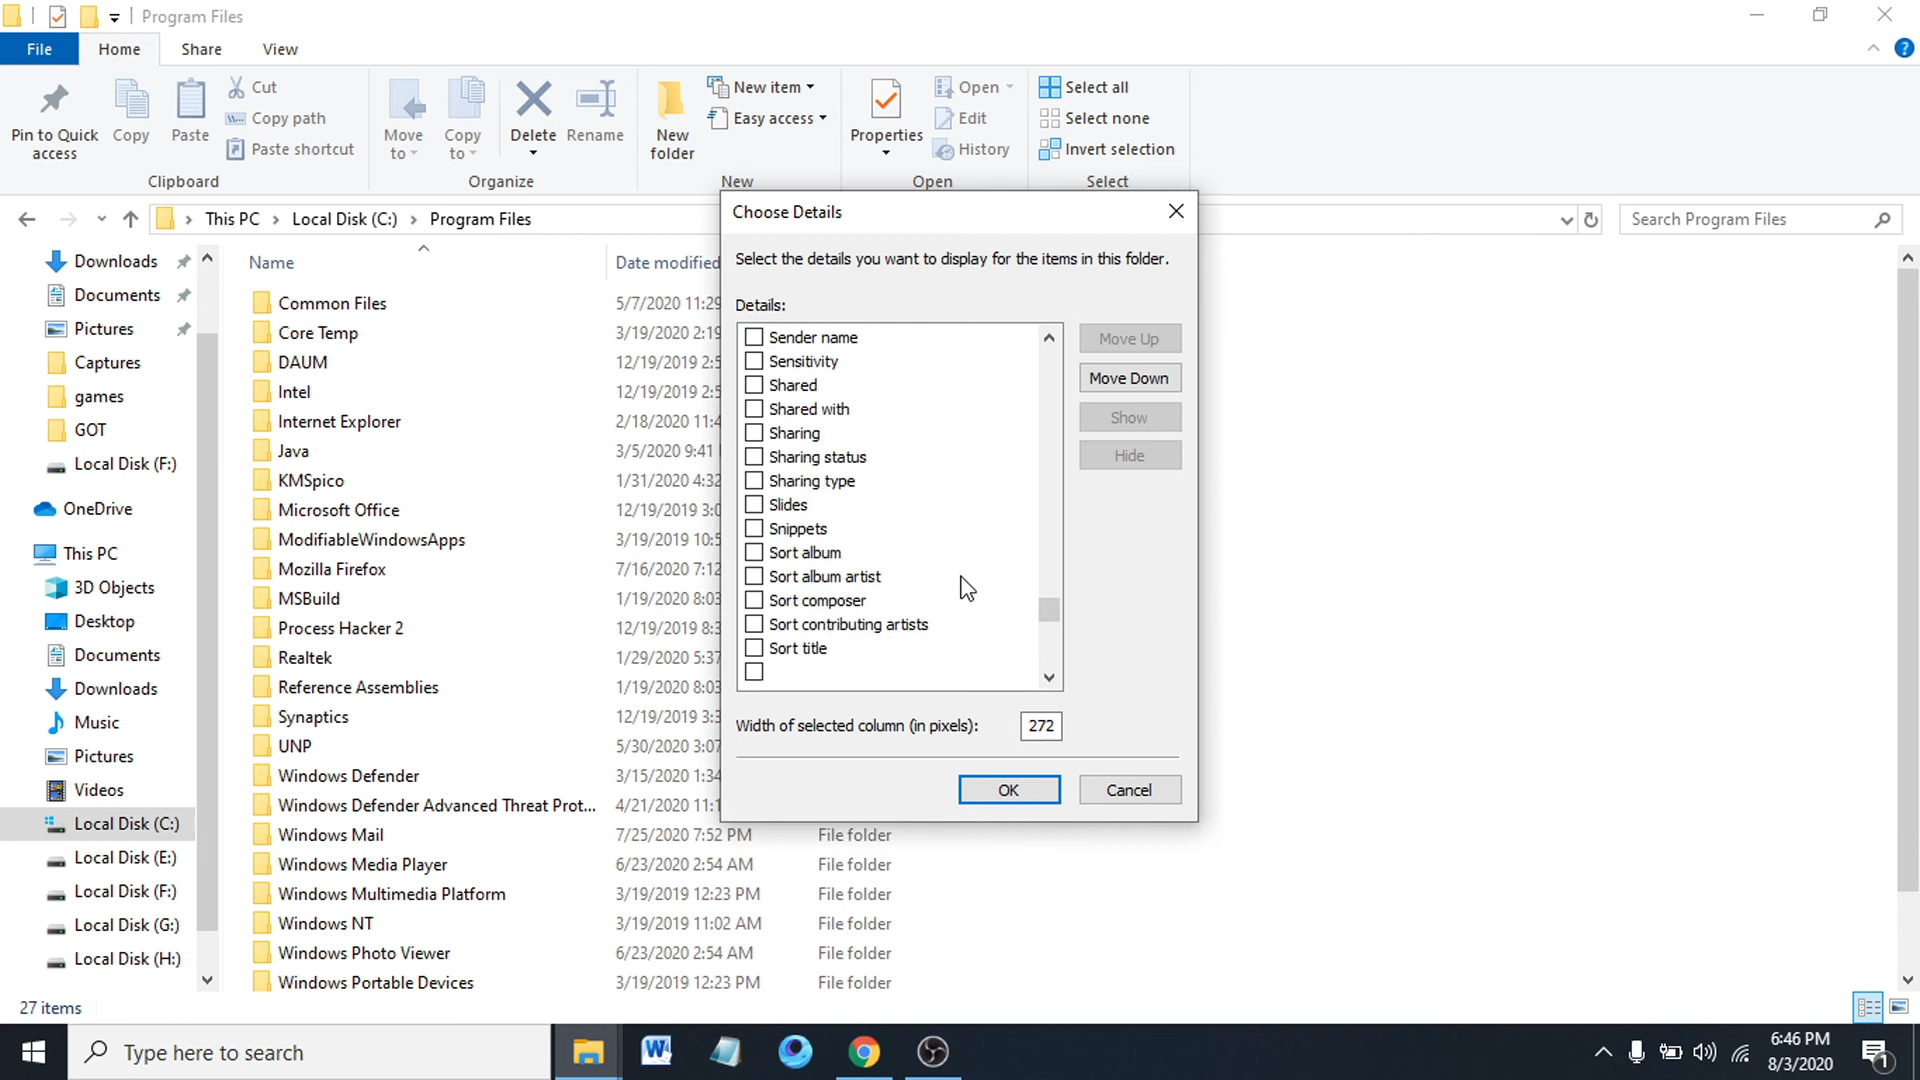 Program Files
File
Home
Share
View
Pin to Quick
access
Copy
Paste
Cut
Copy path
Paste shortcut
Clipboard
Move
to
Copy
to
Delete
Rename
Organize
New
folder
New item
Easy access
New
Properties
Open
Edit
History
Open
Select all
Select none
Invert selection
Select
This PC > Local Disk (C:) > Program Files
Search Program Files
Downloads
Documents
Pictures
Captures
games
GOT
Local Disk (F:)
OneDrive
This PC
3D Objects
Desktop
Documents
Downloads
Music
Pictures
Videos
Local Disk (C:)
Local Disk (E:)
Local Disk (F:)
Local Disk (G:)
Local Disk (H:)
Name Date modified
Common Files 5/7/2020 11:29
Core Temp 3/19/2020 2:19
DAUM 12/19/2019 2:5
Intel 12/19/2019 2:5
Internet Explorer 2/18/2020 11:4
Java 3/5/2020 9:41
KMSpico 1/31/2020 4:32
Microsoft Office 12/19/2019 3:0
ModifiableWindowsApps 3/19/2019 10:5
Mozilla Firefox 7/16/2020 7:12
MSBuild 1/19/2020 8:03
Process Hacker 2 12/19/2019 8:3
Realtek 1/29/2020 5:37
Reference Assemblies 1/19/2020 8:03
Synaptics 12/19/2019 3:3
UNP 5/30/2020 3:07
Windows Defender 3/15/2020 1:34
Windows Defender Advanced Threat Prot... 4/21/2020 11:1
Windows Mail 7/25/2020 7:52 PM File folder
Windows Media Player 6/23/2020 2:54 AM File folder
Windows Multimedia Platform 3/19/2019 12:23 PM File folder
Windows NT 3/19/2019 11:02 AM File folder
Windows Photo Viewer 6/23/2020 2:54 AM File folder
Windows Portable Devices 3/19/2019 12:23 PM File folder
Choose Details
Select the details you want to display for the items in this folder.
Details:
Sender name
Sensitivity
Shared
Shared with
Sharing
Sharing status
Sharing type
Slides
Snippets
Sort album
Sort album artist
Sort composer
Sort contributing artists
Sort title
Move Up
Move Down
Show
Hide
Width of selected column (in pixels): 272
OK
Cancel
27 items
Type here to search
6:46 PM
8/3/2020
1